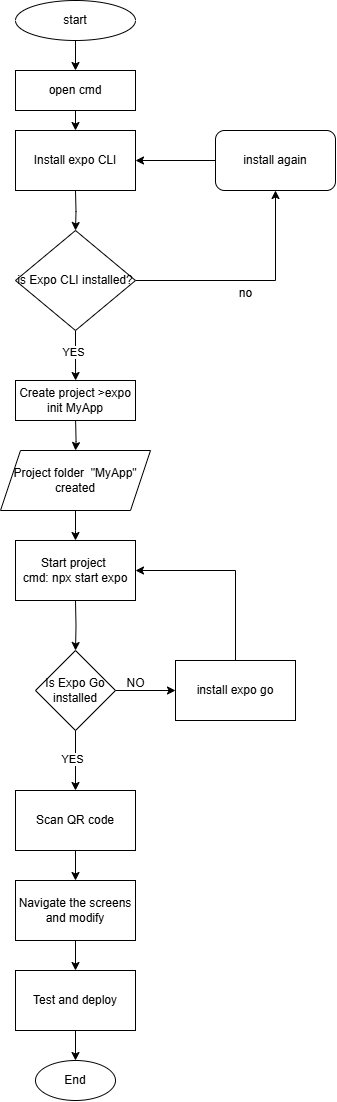 start
open cmd
Install expo CLI
install again
is Expo CLI installed?
no
YES
Create project >expo
init MyApp
Project folder  "MyApp"
created
Start project
cmd: npx start expo
Is Expo Go
installed
NO
install expo go
YES
Scan QR code
Navigate the screens
and modify
Test and deploy
End